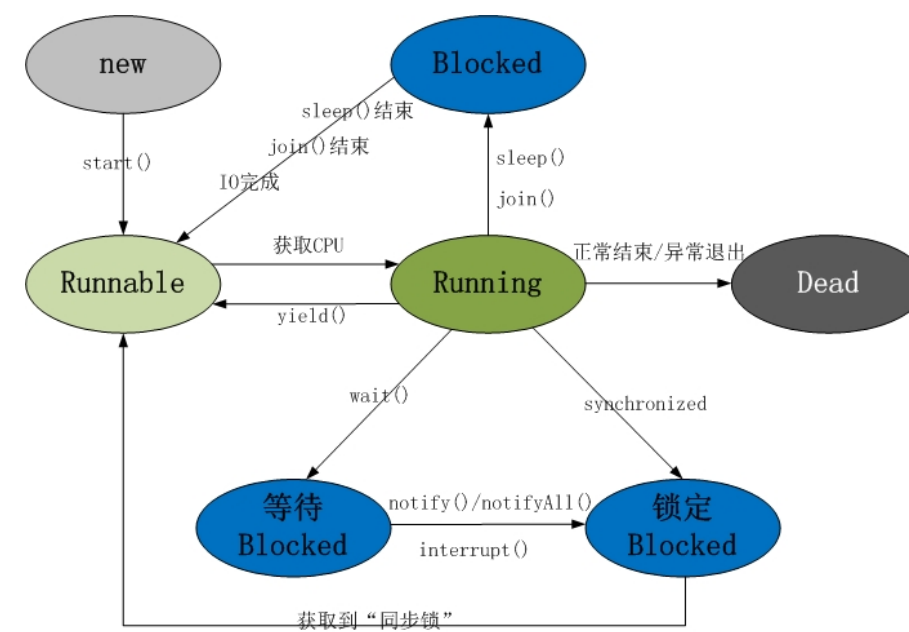 new
Blocked
sleep()结束
join()结束
IO完成
start()
sleep()
join()
获取CPU
正常结束/异常退出
Runnable
Running
Dead
yield()
wait()
synchronized
等待
Blocked
notify()/notifyAll()
interrupt()
锁定
Blocked
获取到“同步锁”